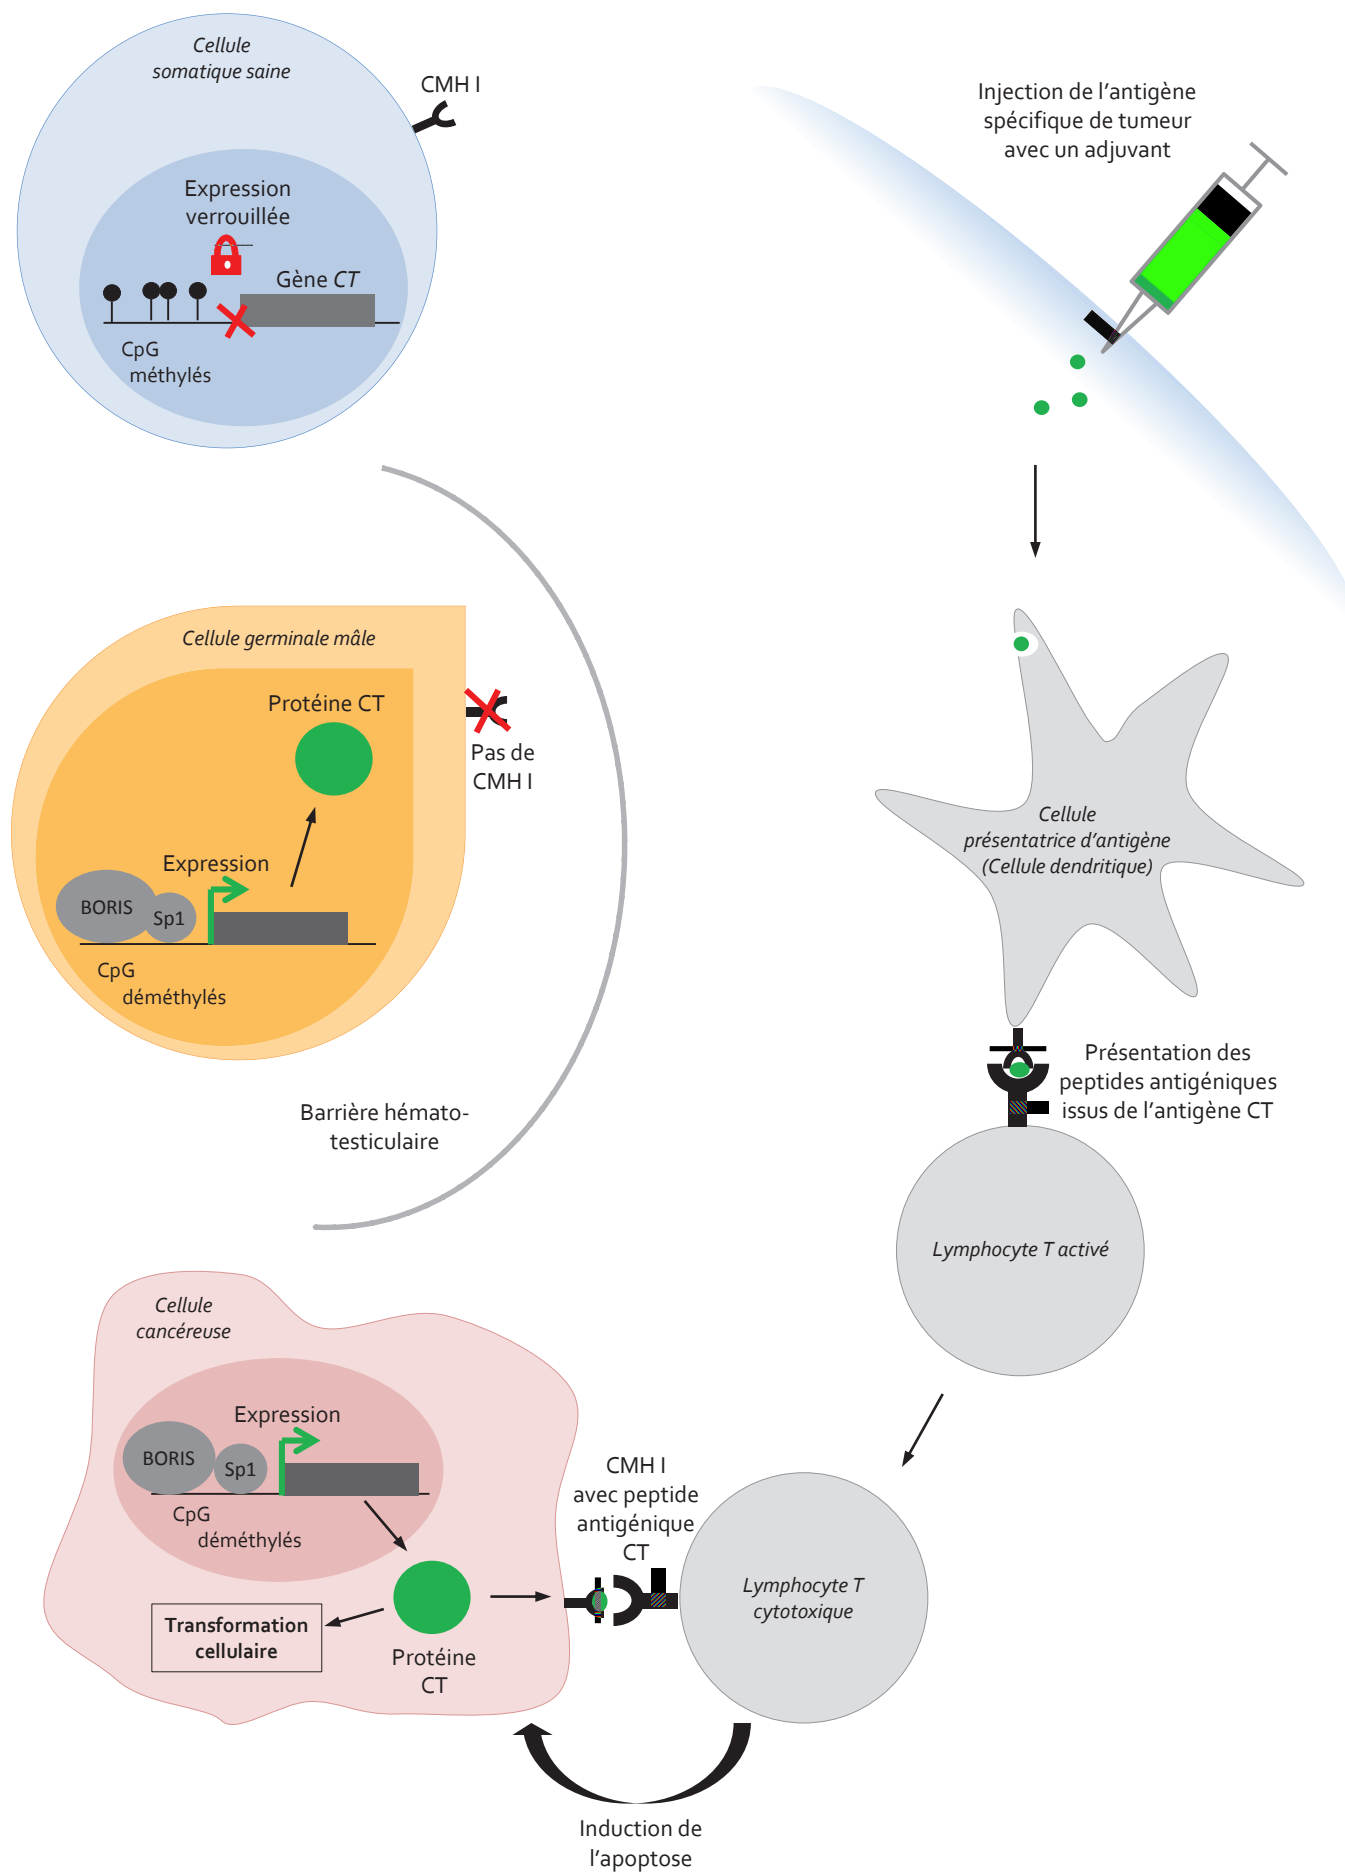 Cellule
somatique saine
CMH I
Expression
verrouillée
Gène CT
CpG
méthylés
Injection de l'antigène
spécifique de tumeur
avec un adjuvant
Cellule germinale mâle
Protéine CT
Pas de
CMH I
Expression
BORIS
Sp1
CpG
déméthylés
Barrière hémato-
testiculaire
Cellule
présentatrice d'antigène
(Cellule dendritique)
Présentation des
peptides antigéniques
issus de l'antigène CT
Lymphocyte T activé
Cellule
cancéreuse
Expression
BORIS
Sp1
CpG
déméthylés
Transformation
cellulaire
Protéine
CT
CMH I
avec peptide
antigénique
CT
Lymphocyte T
cytotoxique
Induction de
l'apoptose